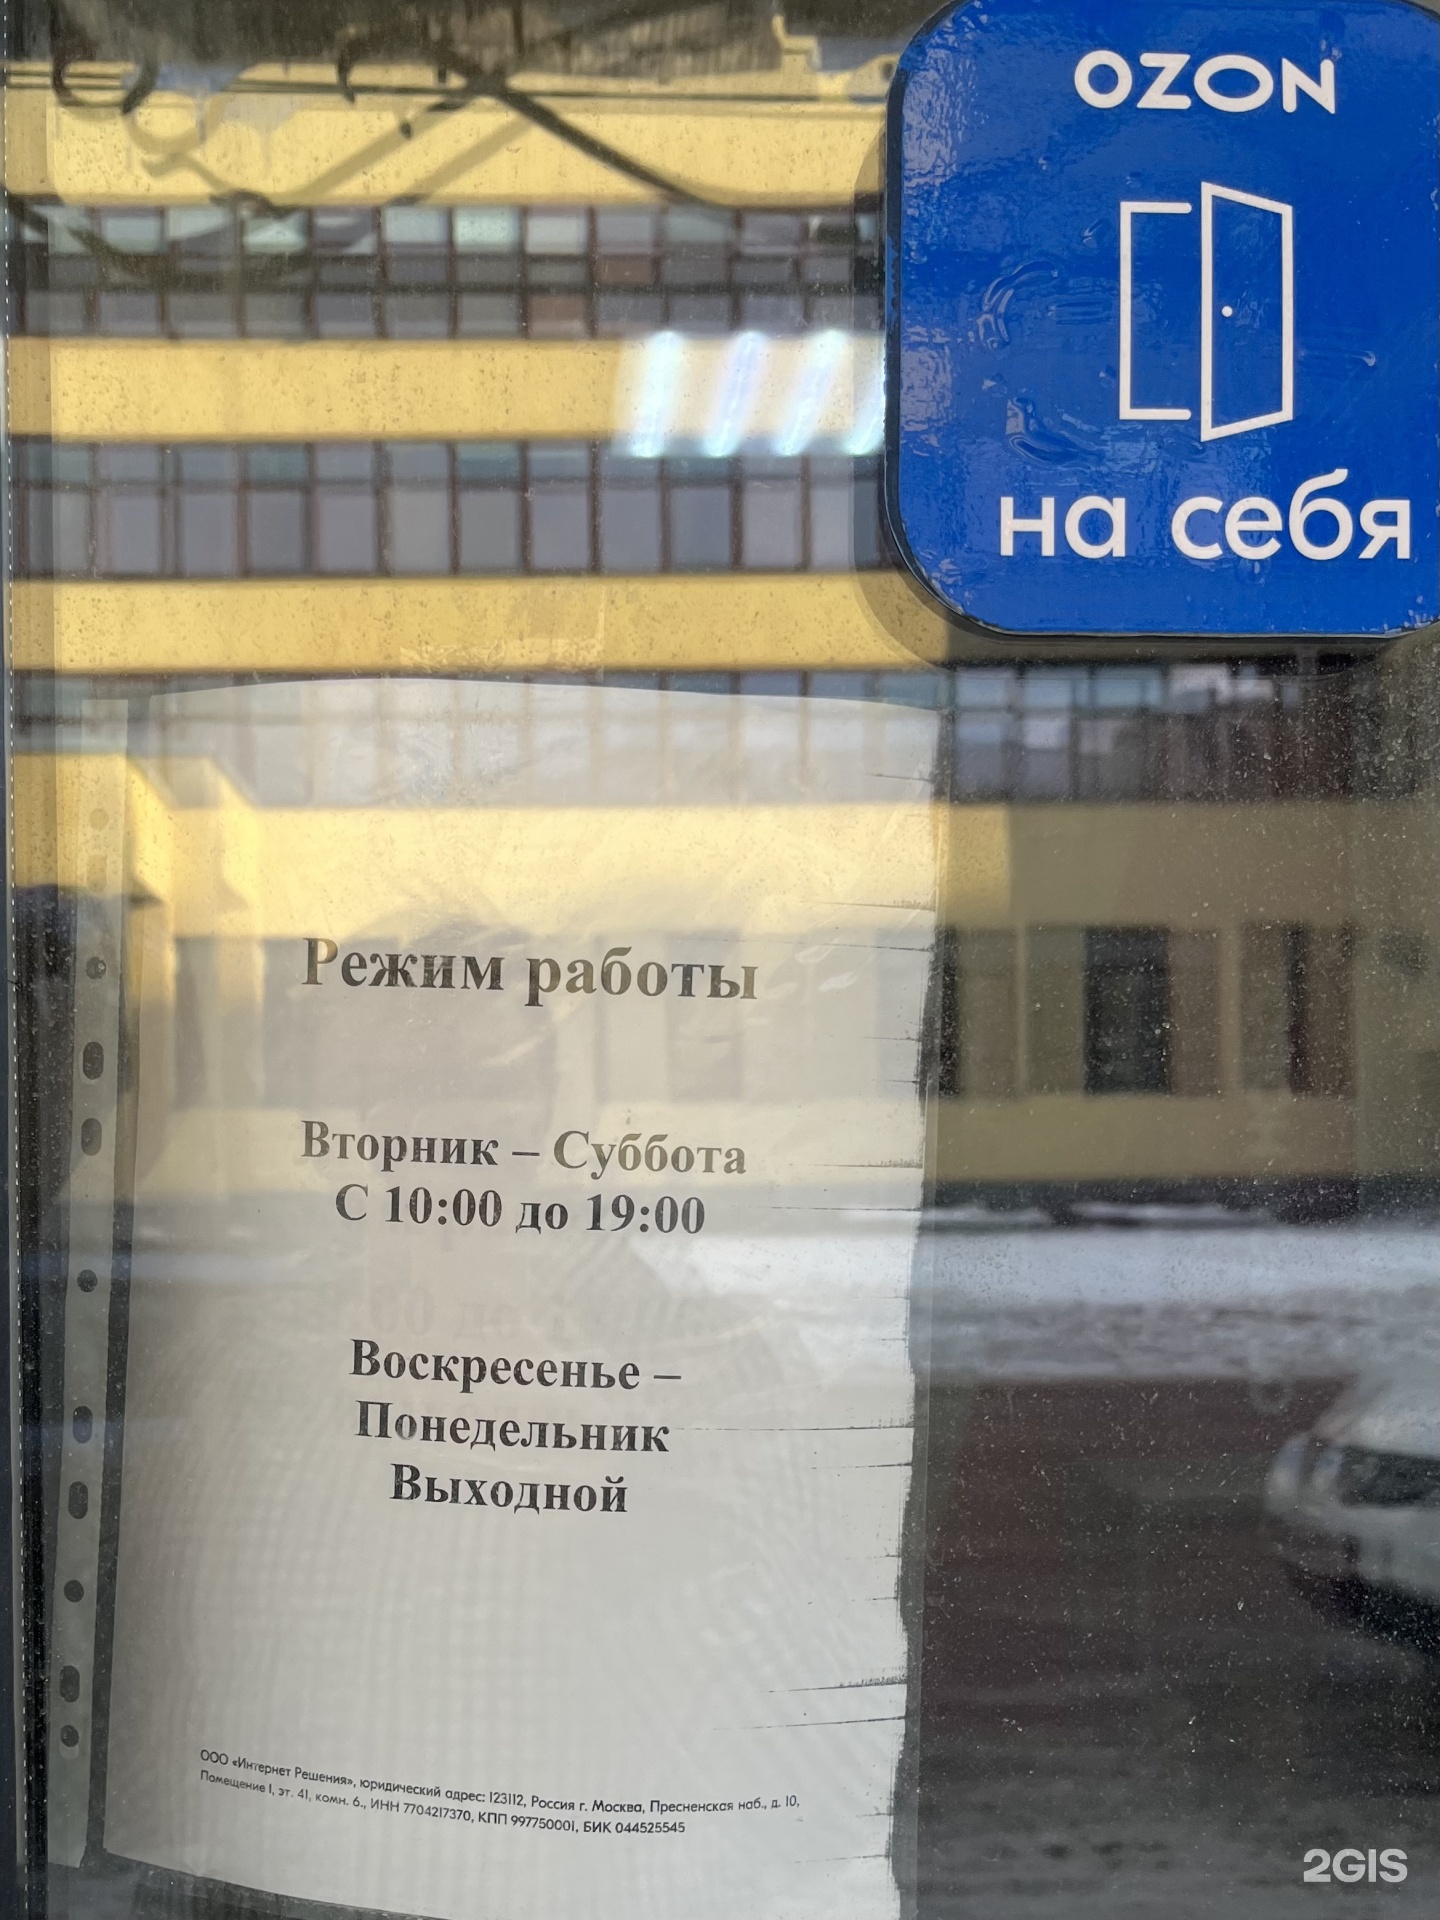 OZON
на себя
Режим работы
Вторник – Суббота
С 10:00 до 19:00
Воскресенье –
Понедельник
Выходной
ООО «Интернет Решения», юридический адрес: 123112, Россия г. Москва, Пресненская наб., д. 10,
Помещение I, эт. 41, комн. 6., ИНН 7704217370, КПП 997750001, БИК 044525545
2GIS